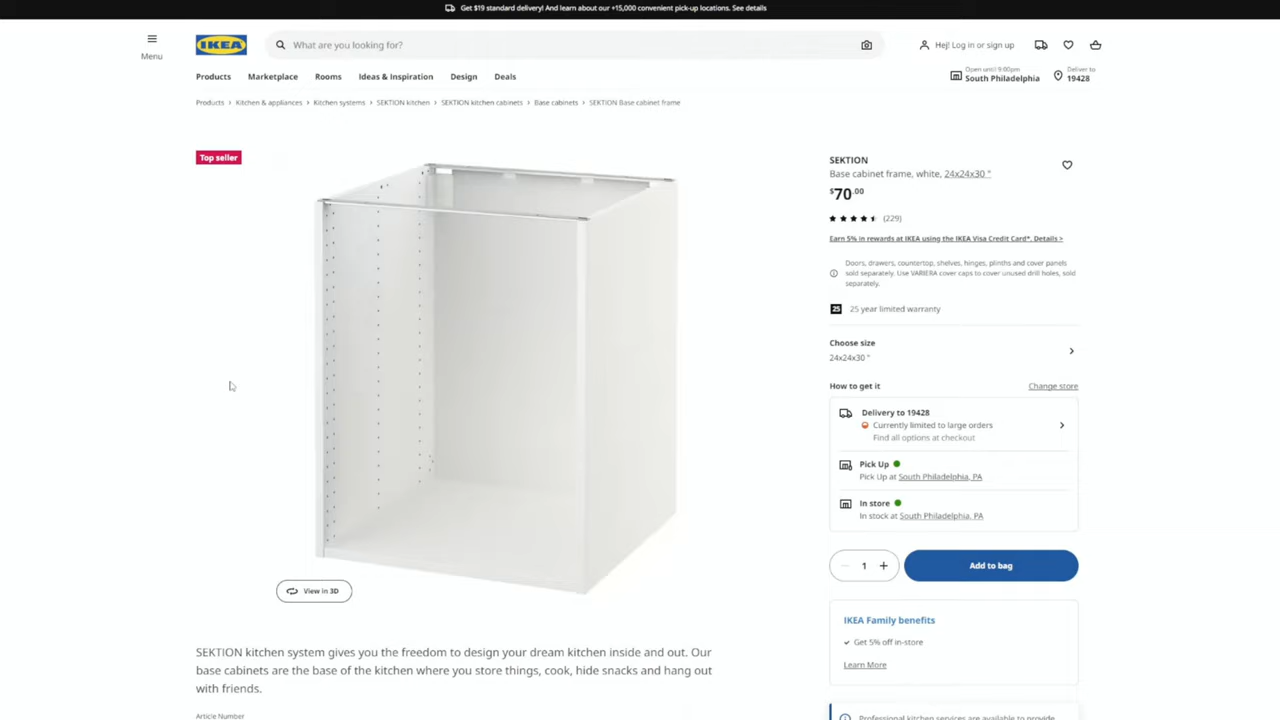 Get $19 standard delivery! And learn about our +15,000 convenient pick-up locations. See details
Menu
IKEA
What are you looking for?
Hej! Log in or sign up
Products
Marketplace
Rooms
Ideas & Inspiration
Design
Deals
Open until 9:00pm
South Philadelphia
Deliver to
19428
Products › Kitchen & appliances › Kitchen systems › SEKTION kitchen › SEKTION kitchen cabinets › Base cabinets › SEKTION Base cabinet frame
Top seller
SEKTION
Base cabinet frame, white, 24x24x30 "
$70.00
(229)
Earn 5% in rewards at IKEA using the IKEA Visa Credit Card*. Details >
Doors, drawers, countertop, shelves, hinges, plinths and cover panels
sold separately. Use VARIERA cover caps to cover unused drill holes, sold
separately.
25 25 year limited warranty
Choose size
24x24x30 "
How to get it
Change store
Delivery to 19428
Currently limited to large orders
Find all options at checkout
Pick Up
Pick Up at South Philadelphia, PA
In store
In stock at South Philadelphia, PA
1
Add to bag
View in 3D
IKEA Family benefits
Get 5% off in-store
Learn More
SEKTION kitchen system gives you the freedom to design your dream kitchen inside and out. Our
base cabinets are the base of the kitchen where you store things, cook, hide snacks and hang out
with friends.
Article Number
Professional kitchen services are available to provide